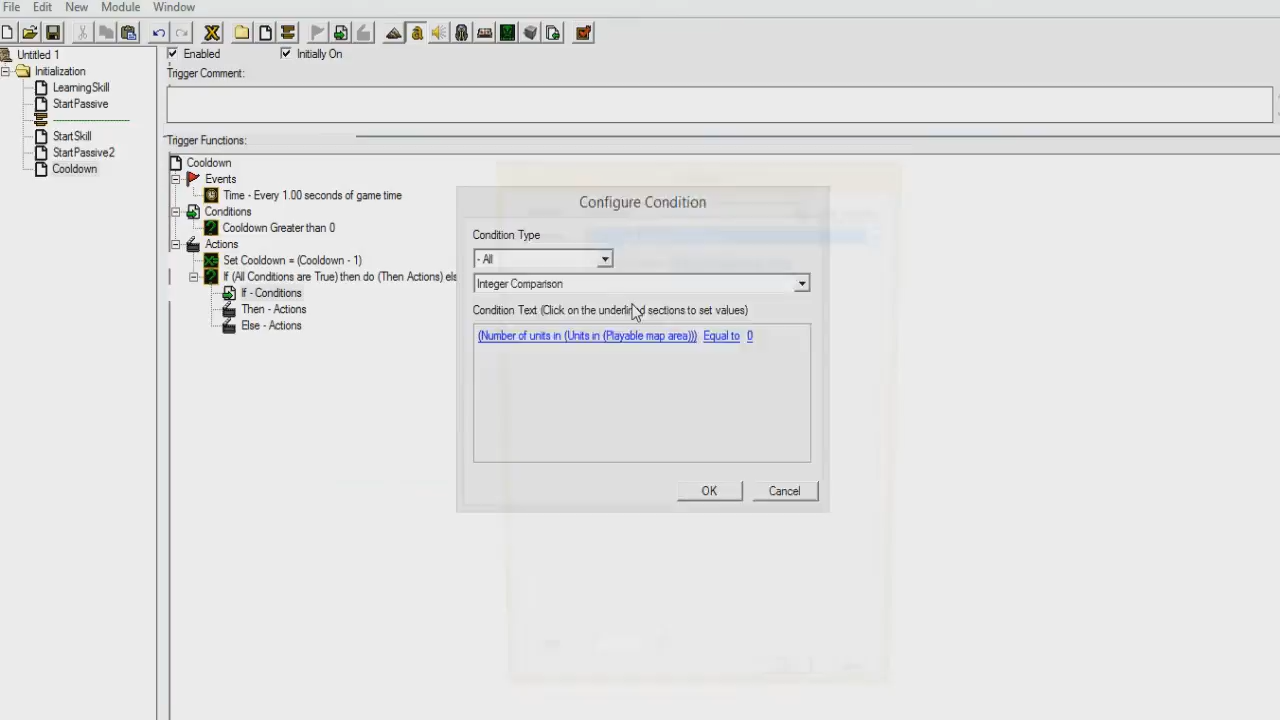 File Edit New Module Window
Untitled 1
Initialization
LearningSkill
StartPassive
StartSkill
StartPassive2
Cooldown
Enabled Initially On
Trigger Comment:
Trigger Functions:
Cooldown
Events
Time - Every 1.00 seconds of game time
Conditions
Cooldown Greater than 0
Actions
Set Cooldown = (Cooldown - 1)
If (All Conditions are True) then do (Then Actions) els
If - Conditions
Then - Actions
Else - Actions
Configure Condition
Condition Type
- All
Integer Comparison
Condition Text (Click on the underlined sections to set values)
(Number of units in (Units in (Playable map area))) Equal to 0
OK Cancel